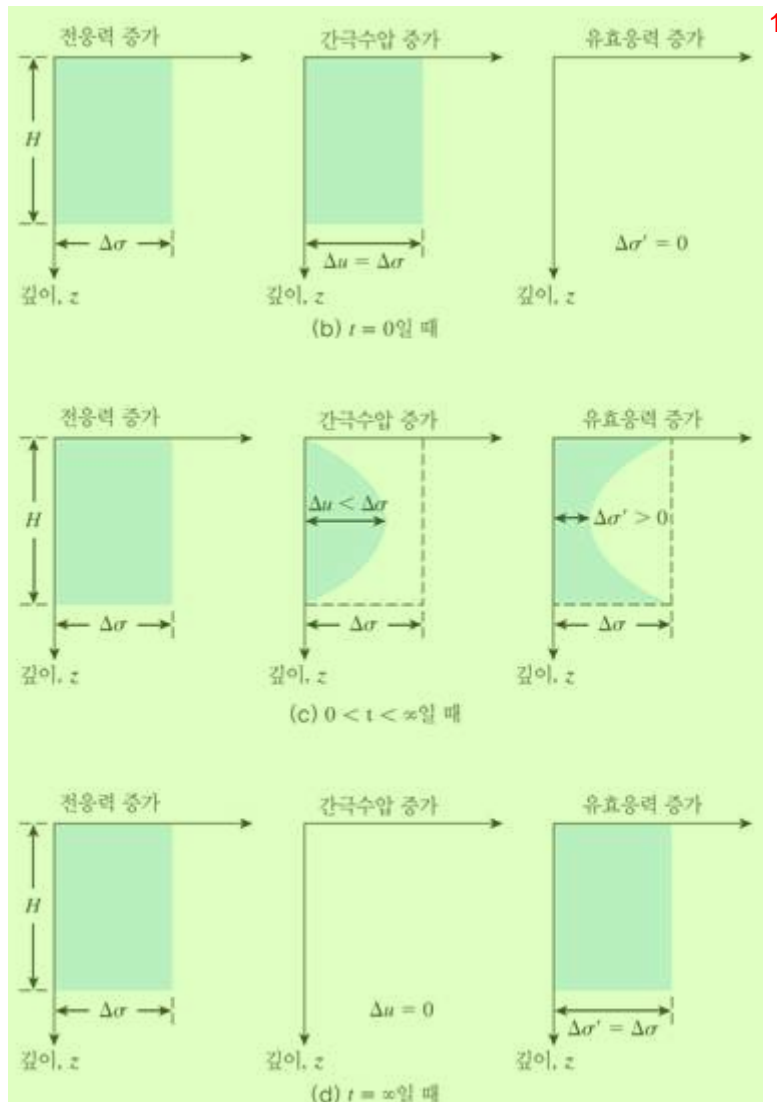 전응력 증가 간극수압 증가 유효응력 증가 1
H
Δσ Δu = Δσ Δσ′ = 0
깊이, z 깊이, z 깊이, z
(b) t = 0일 때
전응력 증가 간극수압 증가 유효응력 증가
H Δu < Δσ Δσ′ > 0
Δσ Δσ Δσ
깊이, z 깊이, z 깊이, z
(c) 0 < t < ∞일 때
전응력 증가 간극수압 증가 유효응력 증가
H
Δσ Δu = 0 Δσ′ = Δσ
깊이, z 깊이, z 깊이, z
(d) t = ∞일 때